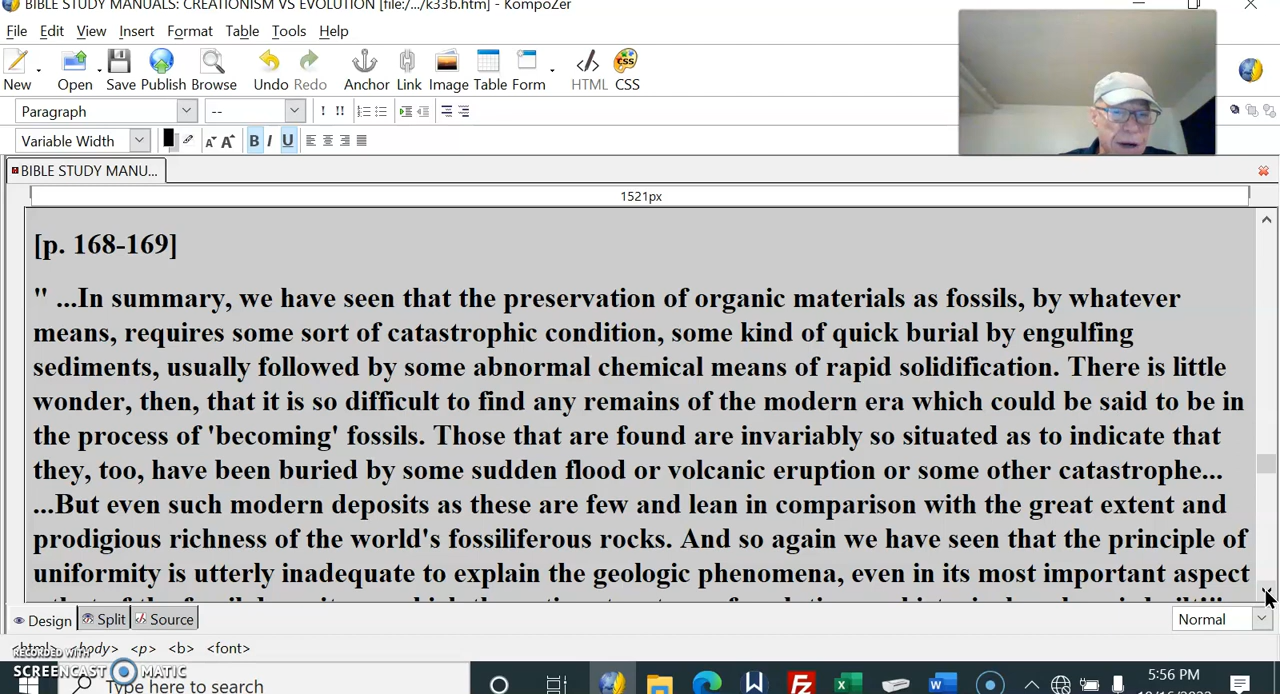 BIBLE STUDY MANUALS: CREATIONISM VS EVOLUTION [file:/.../k33b.htm] - KompoZer
File Edit View Insert Format Table Tools Help
New Open Save Publish Browse Undo Redo Anchor Link Image Table Form HTML CSS
Paragraph --
Variable Width B I U
BIBLE STUDY MANU...
1521px
[p. 168-169]
" ...In summary, we have seen that the preservation of organic materials as fossils, by whatever
means, requires some sort of catastrophic condition, some kind of quick burial by engulfing
sediments, usually followed by some abnormal chemical means of rapid solidification. There is little
wonder, then, that it is so difficult to find any remains of the modern era which could be said to be in
the process of 'becoming' fossils. Those that are found are invariably so situated as to indicate that
they, too, have been buried by some sudden flood or volcanic eruption or some other catastrophe...
...But even such modern deposits as these are few and lean in comparison with the great extent and
prodigious richness of the world's fossiliferous rocks. And so again we have seen that the principle of
uniformity is utterly inadequate to explain the geologic phenomena, even in its most important aspect
Design Split Source Normal
<html> <body> <p> <b> <font>
RECORDED WITH
SCREENCAST MATIC
Type here to search
5:56 PM